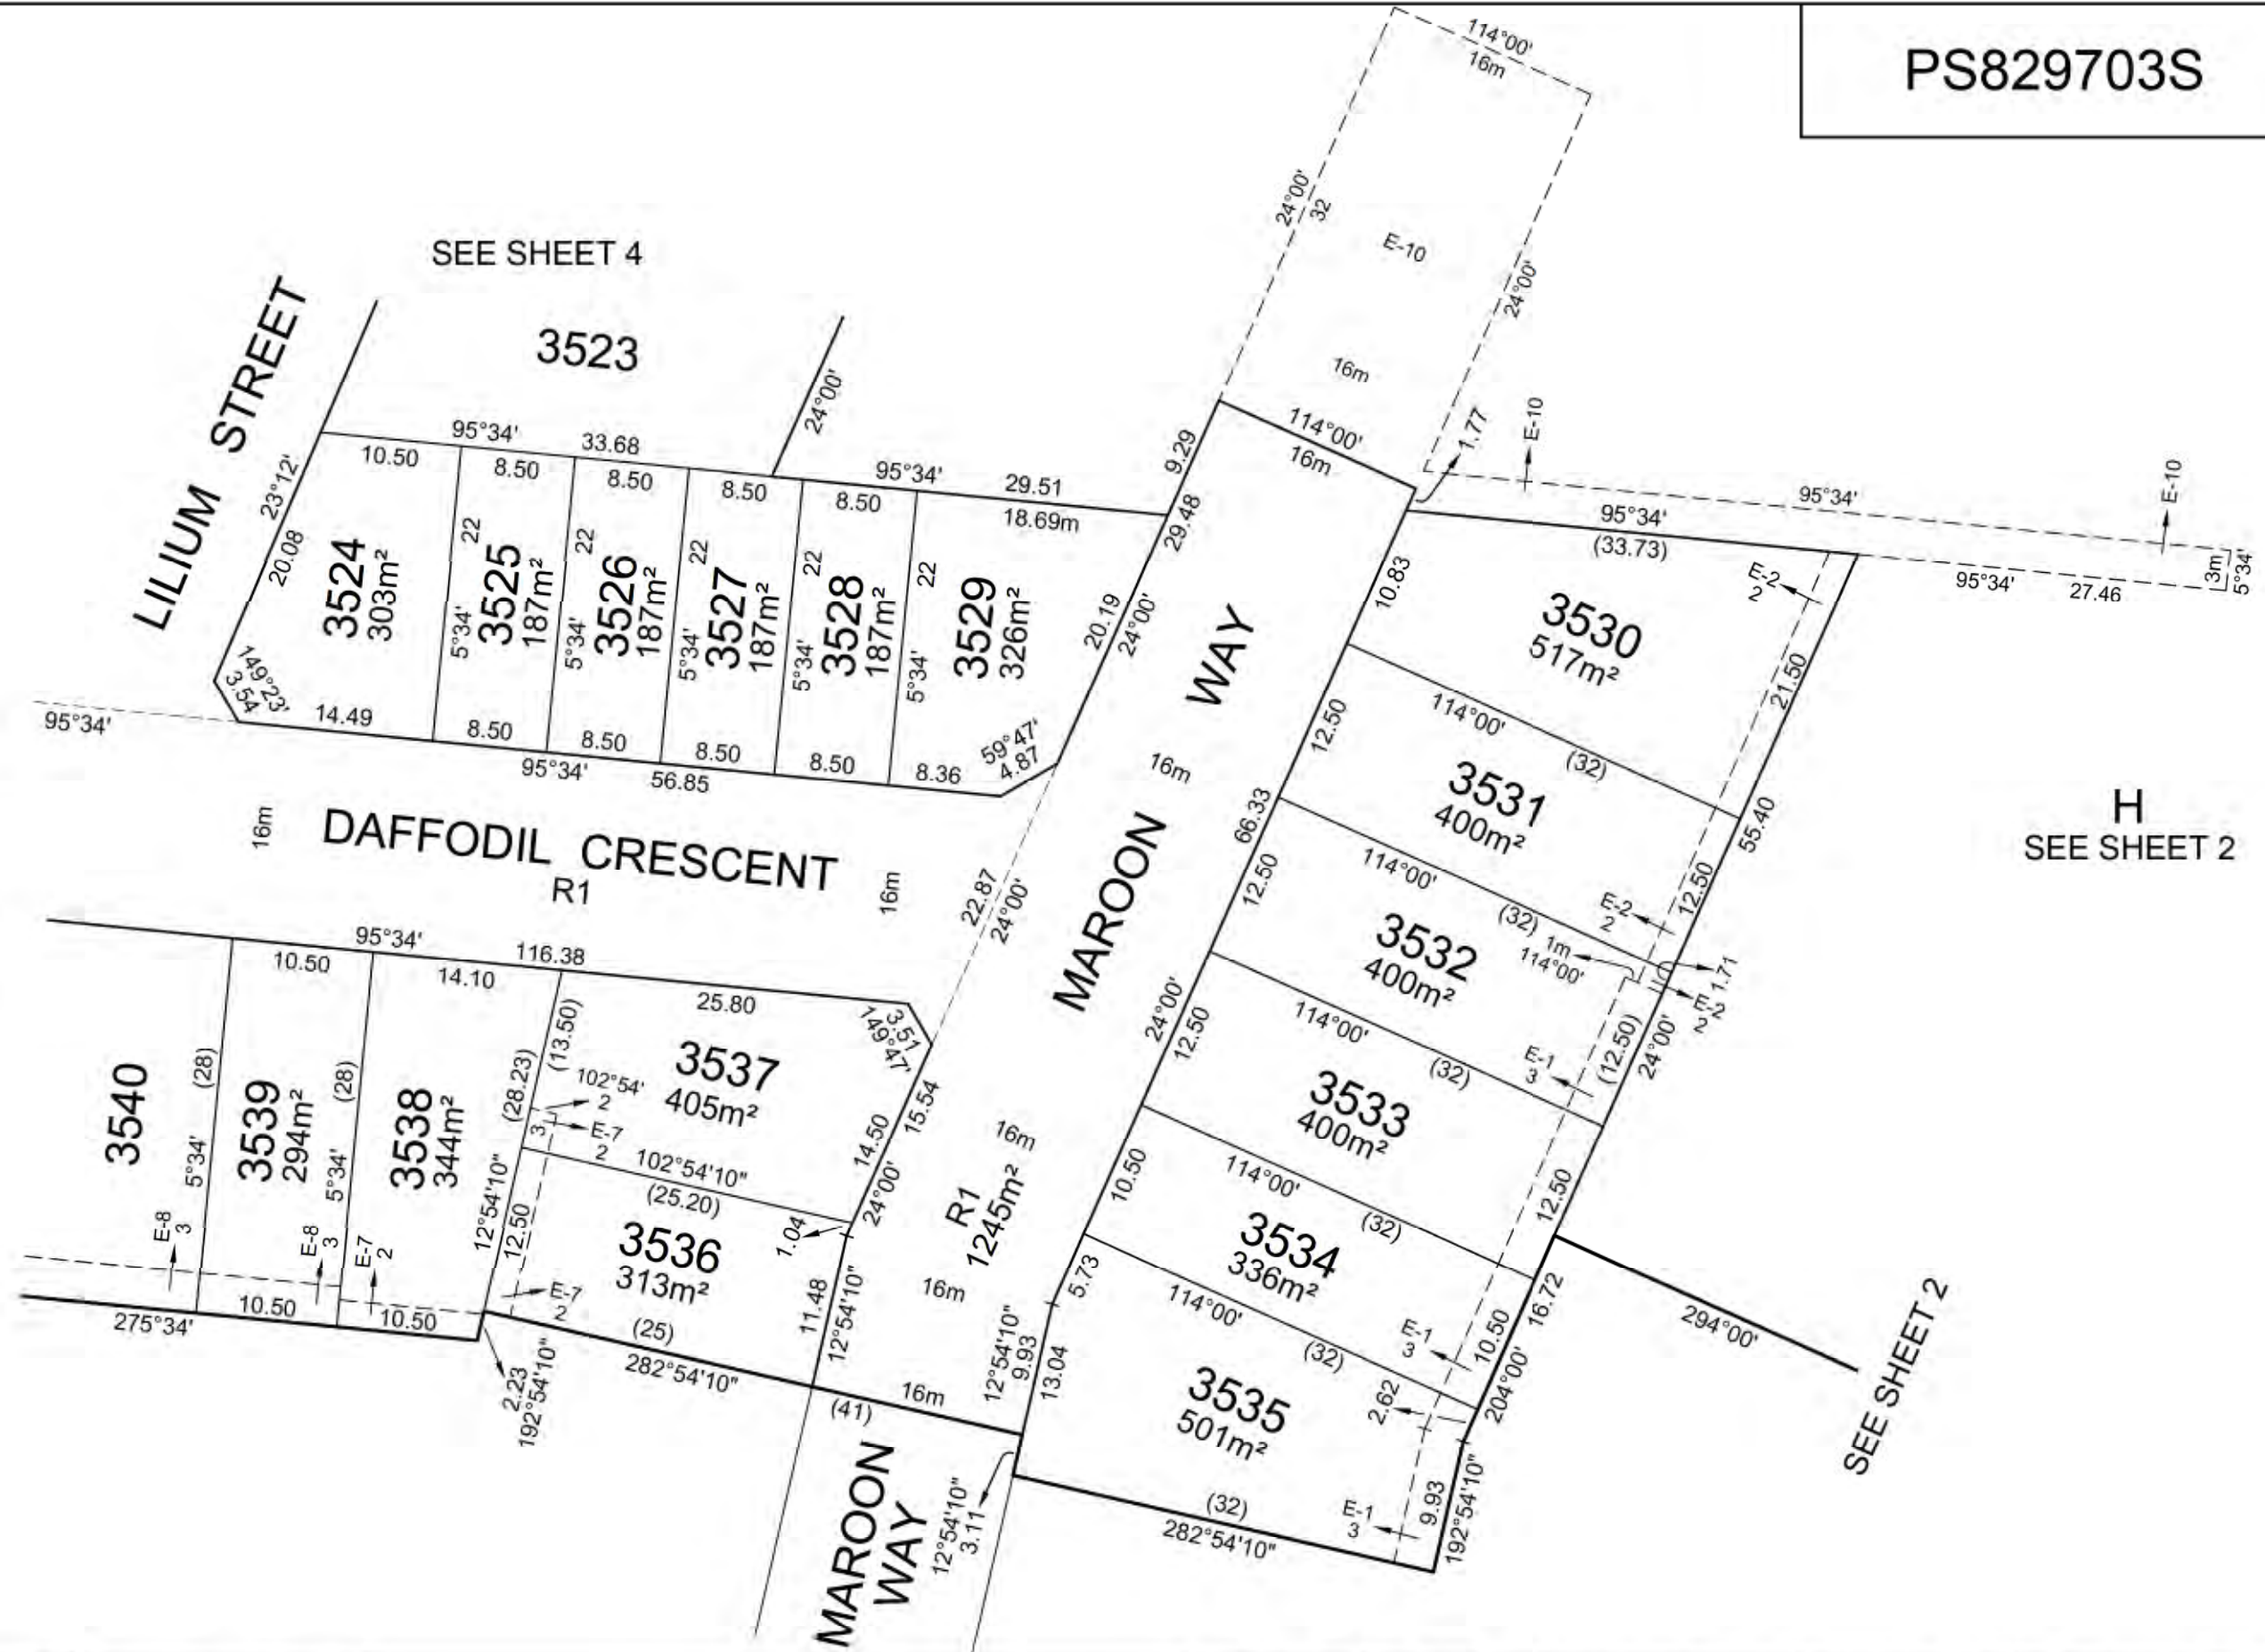 PS829703S
114°00'
16m
24°00'
32
E-10
24°00'
16m
SEE SHEET 4
LILIUM STREET
3523
24°00'
95°34'
33.68
10.50
8.50
8.50
8.50
8.50
95°34'
29.51
18.69m
9.29
29.48
114°00'
16m
1.77
E-10
95°34'
E-10
3m
5°34'
95°34'
27.46
95°34'
(33.73)
23°12'
20.08
3524
303m²
22
5°34'
3525
187m²
22
5°34'
3526
187m²
22
5°34'
3527
187m²
22
5°34'
3528
187m²
22
5°34'
3529
326m²
20.19
24°00'
149°23'
3.54
14.49
8.50
8.50
8.50
8.50
8.36
59°47'
4.87
95°34'
95°34'
56.85
10.83
3530
517m²
E-2
2
21.50
12.50
114°00'
(32)
3531
400m²
55.40
12.50
66.33
12.50
114°00'
(32)
E-2
2
1m
114°00'
1.71
E-2
2
3532
400m²
(12.50)
24°00'
24°00'
12.50
114°00'
(32)
E-1
3
3533
400m²
12.50
10.50
114°00'
(32)
3534
336m²
16.72
10.50
E-1
3
204°00'
5.73
114°00'
(32)
2.62
3535
501m²
12°54'10"
9.93
13.04
E-1
3
9.93
192°54'10"
(32)
282°54'10"
12°54'10"
3.11
294°00'
SEE SHEET 2
H
SEE SHEET 2
MAROON WAY
16m
16m
R1
1245m²
16m
16m
(41)
MAROON
WAY
16m
DAFFODIL CRESCENT
R1
16m
22.87
24°00'
95°34'
116.38
10.50
14.10
25.80
3.51
149°47'
3540
(28)
5°34'
3539
294m²
(28)
5°34'
3538
344m²
(28.23)
(13.50)
102°54'
2
3
E-7
2
3537
405m²
14.50
15.54
24°00'
102°54'10"
(25.20)
1.04
12°54'10"
12.50
3536
313m²
11.48
12°54'10"
E-7
2
(25)
282°54'10"
E-8
3
E-8
3
E-7
2
10.50
10.50
275°34'
2.23
192°54'10"